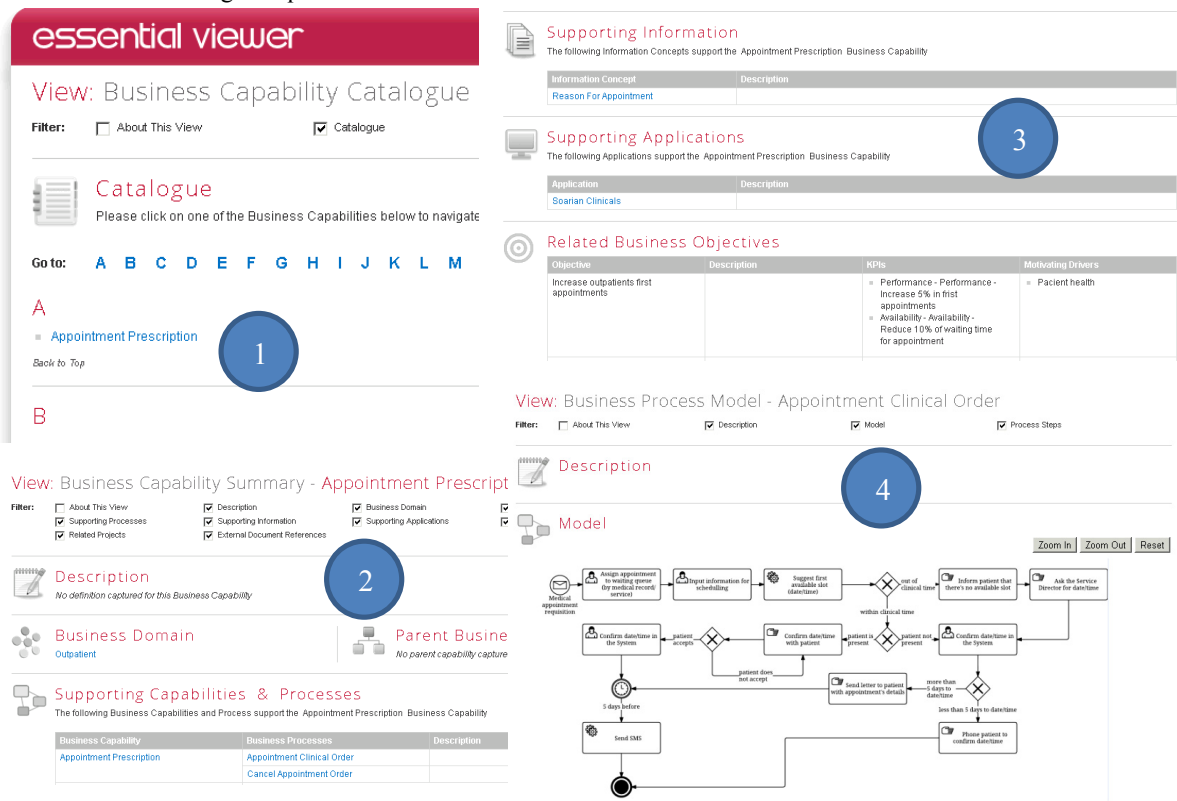 essential viewer
View: Business Capability Catalogue
Filter: About This View Catalogue
Catalogue
Please click on one of the Business Capabilities below to navigate
Go to: A B C D E F G H I J K L M
A
Appointment Prescription
1
Back to Top
B
View: Business Capability Summary - Appointment Prescript
Filter: About This View Description Business Domain
Supporting Processes Supporting Information Supporting Applications
Related Projects External Document References
2
Description
No definition captured for this Business Capability
Business Domain
Outpatient
Parent Busine
No parent capability capture
Supporting Capabilities & Processes
The following Business Capabilities and Process support the Appointment Prescription Business Capability
Business Capability Business Processes Description
Appointment Prescription Appointment Clinical Order
Cancel Appointment Order
Supporting Information
The following Information Concepts support the Appointment Prescription Business Capability
Information Concept Description
Reason For Appointment
3
Supporting Applications
The following Applications support the Appointment Prescription Business Capability
Application Description
Soarian Clinicals
Related Business Objectives
Objective Description KPIs Motivating Drivers
Increase outpatients first
appointments
Performance - Performance -
Increase 5% in frist
appointments
Availability - Availability -
Reduce 10% of waiting time
for appointment
Pacient health
View: Business Process Model - Appointment Clinical Order
Filter: About This View Description Model Process Steps
Description
4
Model
Zoom In Zoom Out Reset
Medical
appointment
requisition
Assign appointment
to waiting queue
(by medical record/
service)
Input information for
schedulling
Suggest first
available slot
(date/time)
out of
clinical time
Inform patient that
there's no available slot
Ask the Service
Director for date/time
within clinical time
Confirm date/time in
the System
patient
accepts
Confirm date/time
with patient
patient is
present
patient not
present
Confirm date/time in
the System
patient does
not accept
Send letter to patient
with appointment's details
more than
5 days to
date/time
5 days before
less than 5 days to date/time
Send SMS
Phone patient to
confirm date/time